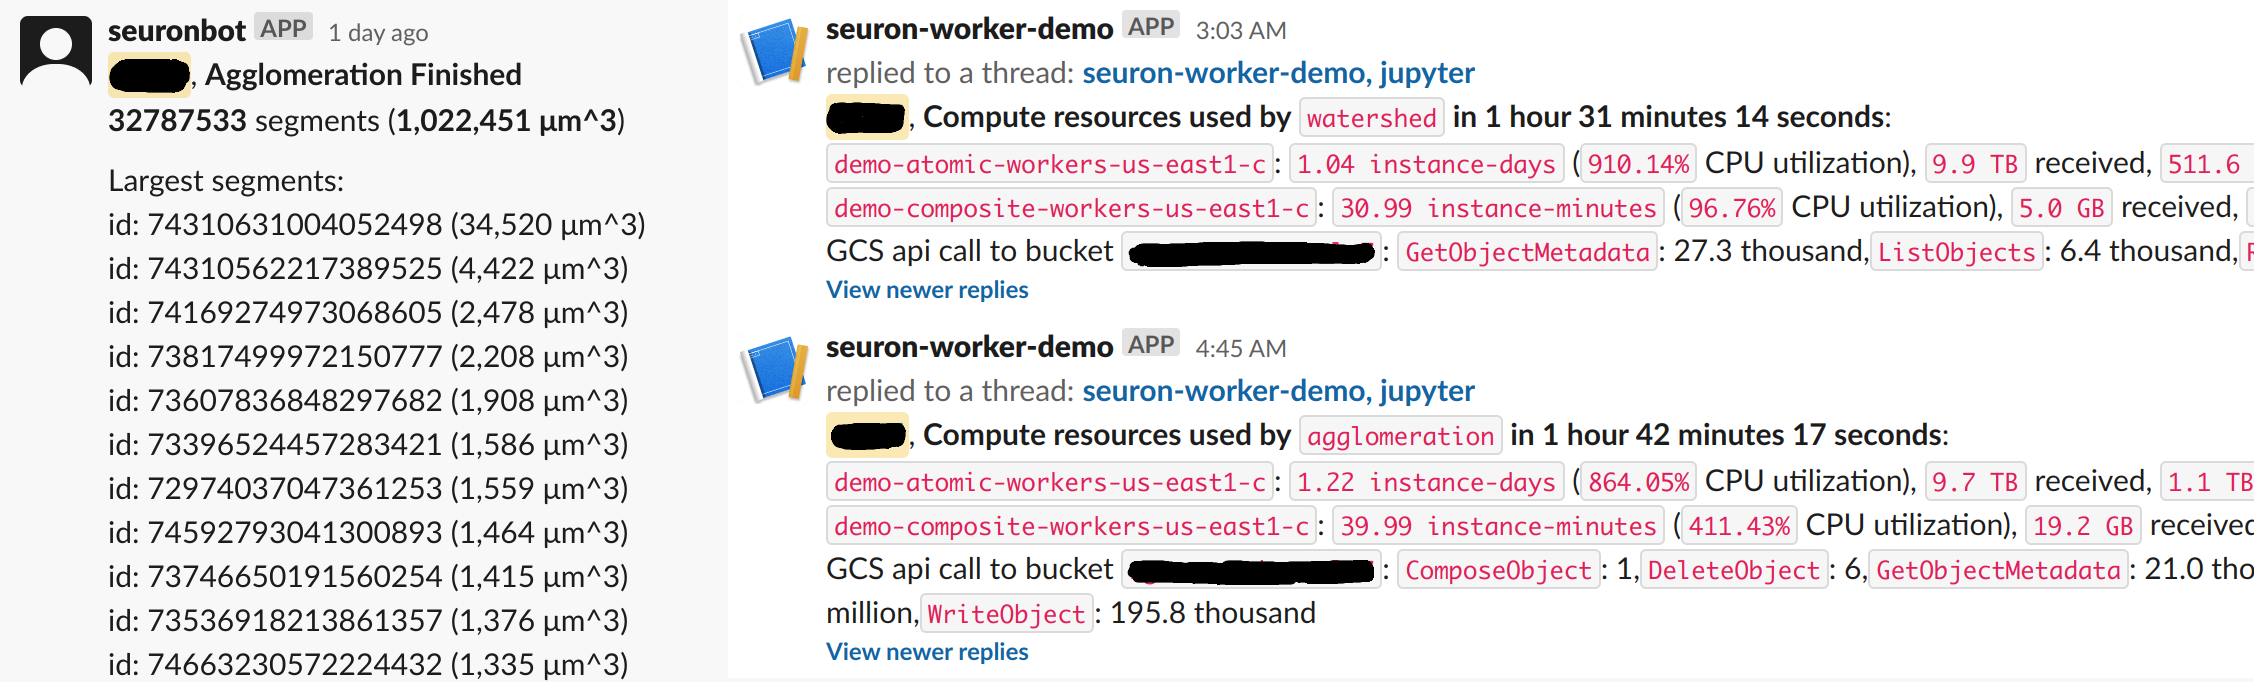 seuronbot APP 1 day ago
, Agglomeration Finished
32787533 segments (1,022,451 µm^3)
Largest segments:
id: 74310631004052498 (34,520 µm^3)
id: 74310562217389525 (4,422 µm^3)
id: 74169274973068605 (2,478 µm^3)
id: 73817499972150777 (2,208 µm^3)
id: 73607836848297682 (1,908 µm^3)
id: 73396524457283421 (1,586 µm^3)
id: 72974037047361253 (1,559 µm^3)
id: 74592793041300893 (1,464 µm^3)
id: 73746650191560254 (1,415 µm^3)
id: 73536918213861357 (1,376 µm^3)
id: 74663230572224432 (1,335 µm^3)
seuron-worker-demo APP 3:03 AM
replied to a thread: seuron-worker-demo, jupyter
, Compute resources used by watershed in 1 hour 31 minutes 14 seconds:
demo-atomic-workers-us-east1-c: 1.04 instance-days (910.14% CPU utilization), 9.9 TB received, 511.6
demo-composite-workers-us-east1-c: 30.99 instance-minutes (96.76% CPU utilization), 5.0 GB received,
GCS api call to bucket : GetObjectMetadata: 27.3 thousand, ListObjects: 6.4 thousand,
View newer replies
seuron-worker-demo APP 4:45 AM
replied to a thread: seuron-worker-demo, jupyter
, Compute resources used by agglomeration in 1 hour 42 minutes 17 seconds:
demo-atomic-workers-us-east1-c: 1.22 instance-days (864.05% CPU utilization), 9.7 TB received, 1.1 TB
demo-composite-workers-us-east1-c: 39.99 instance-minutes (411.43% CPU utilization), 19.2 GB received
GCS api call to bucket : ComposeObject: 1, DeleteObject: 6, GetObjectMetadata: 21.0 tho
million, WriteObject: 195.8 thousand
View newer replies